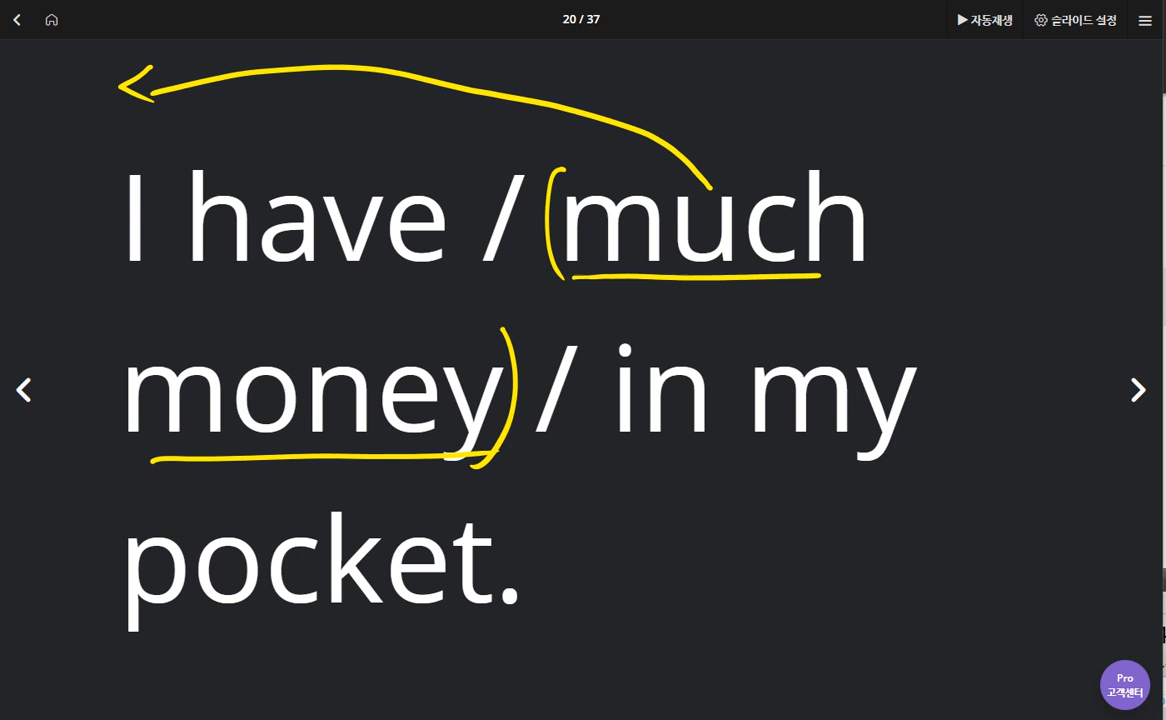 20 / 37
자동재생
슬라이드 설정
I have / much
money / in my
pocket.
Pro
고객센터